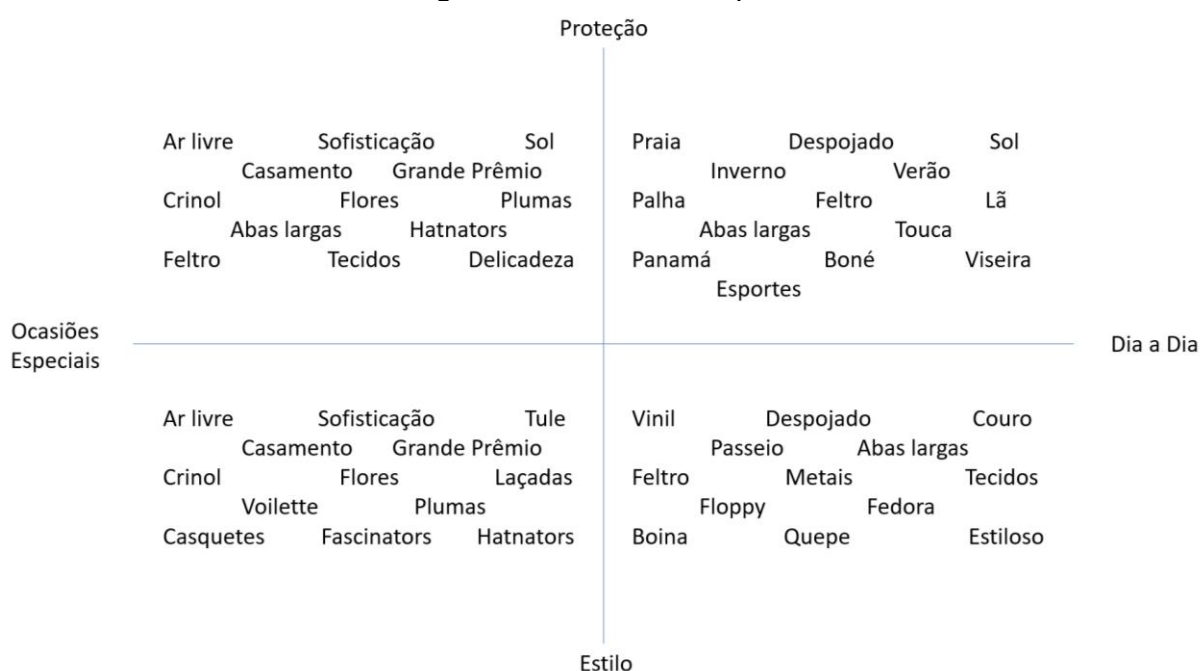 Proteção
Ar livre Sofisticação Sol
Casamento Grande Prêmio
Crinol Flores Plumas
Abas largas Hatnators
Feltro Tecidos Delicadeza
Praia Despojado Sol
Inverno Verão
Palha Feltro Lã
Abas largas Touca
Panamá Boné Viseira
Esportes
Ocasiões
Especiais
Dia a Dia
Ar livre Sofisticação Tule
Casamento Grande Prêmio
Crinol Flores Laçadas
Voilette Plumas
Casquetes Fascinators Hatnators
Vinil Despojado Couro
Passeio Abas largas
Feltro Metais Tecidos
Floppy Fedora
Boina Quepe Estiloso
Estilo